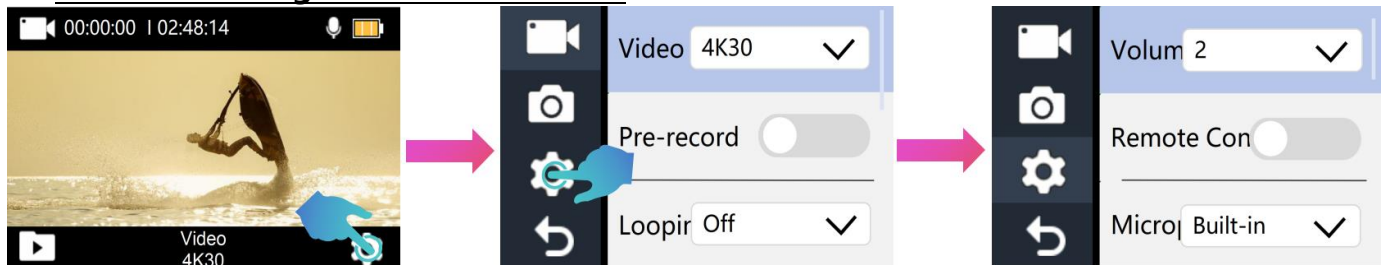 00:00:00 I 02:48:14
Video
4K30
Video 4K30
Pre-record
Loopin Off
Volum 2
Remote Con
Microp Built-in